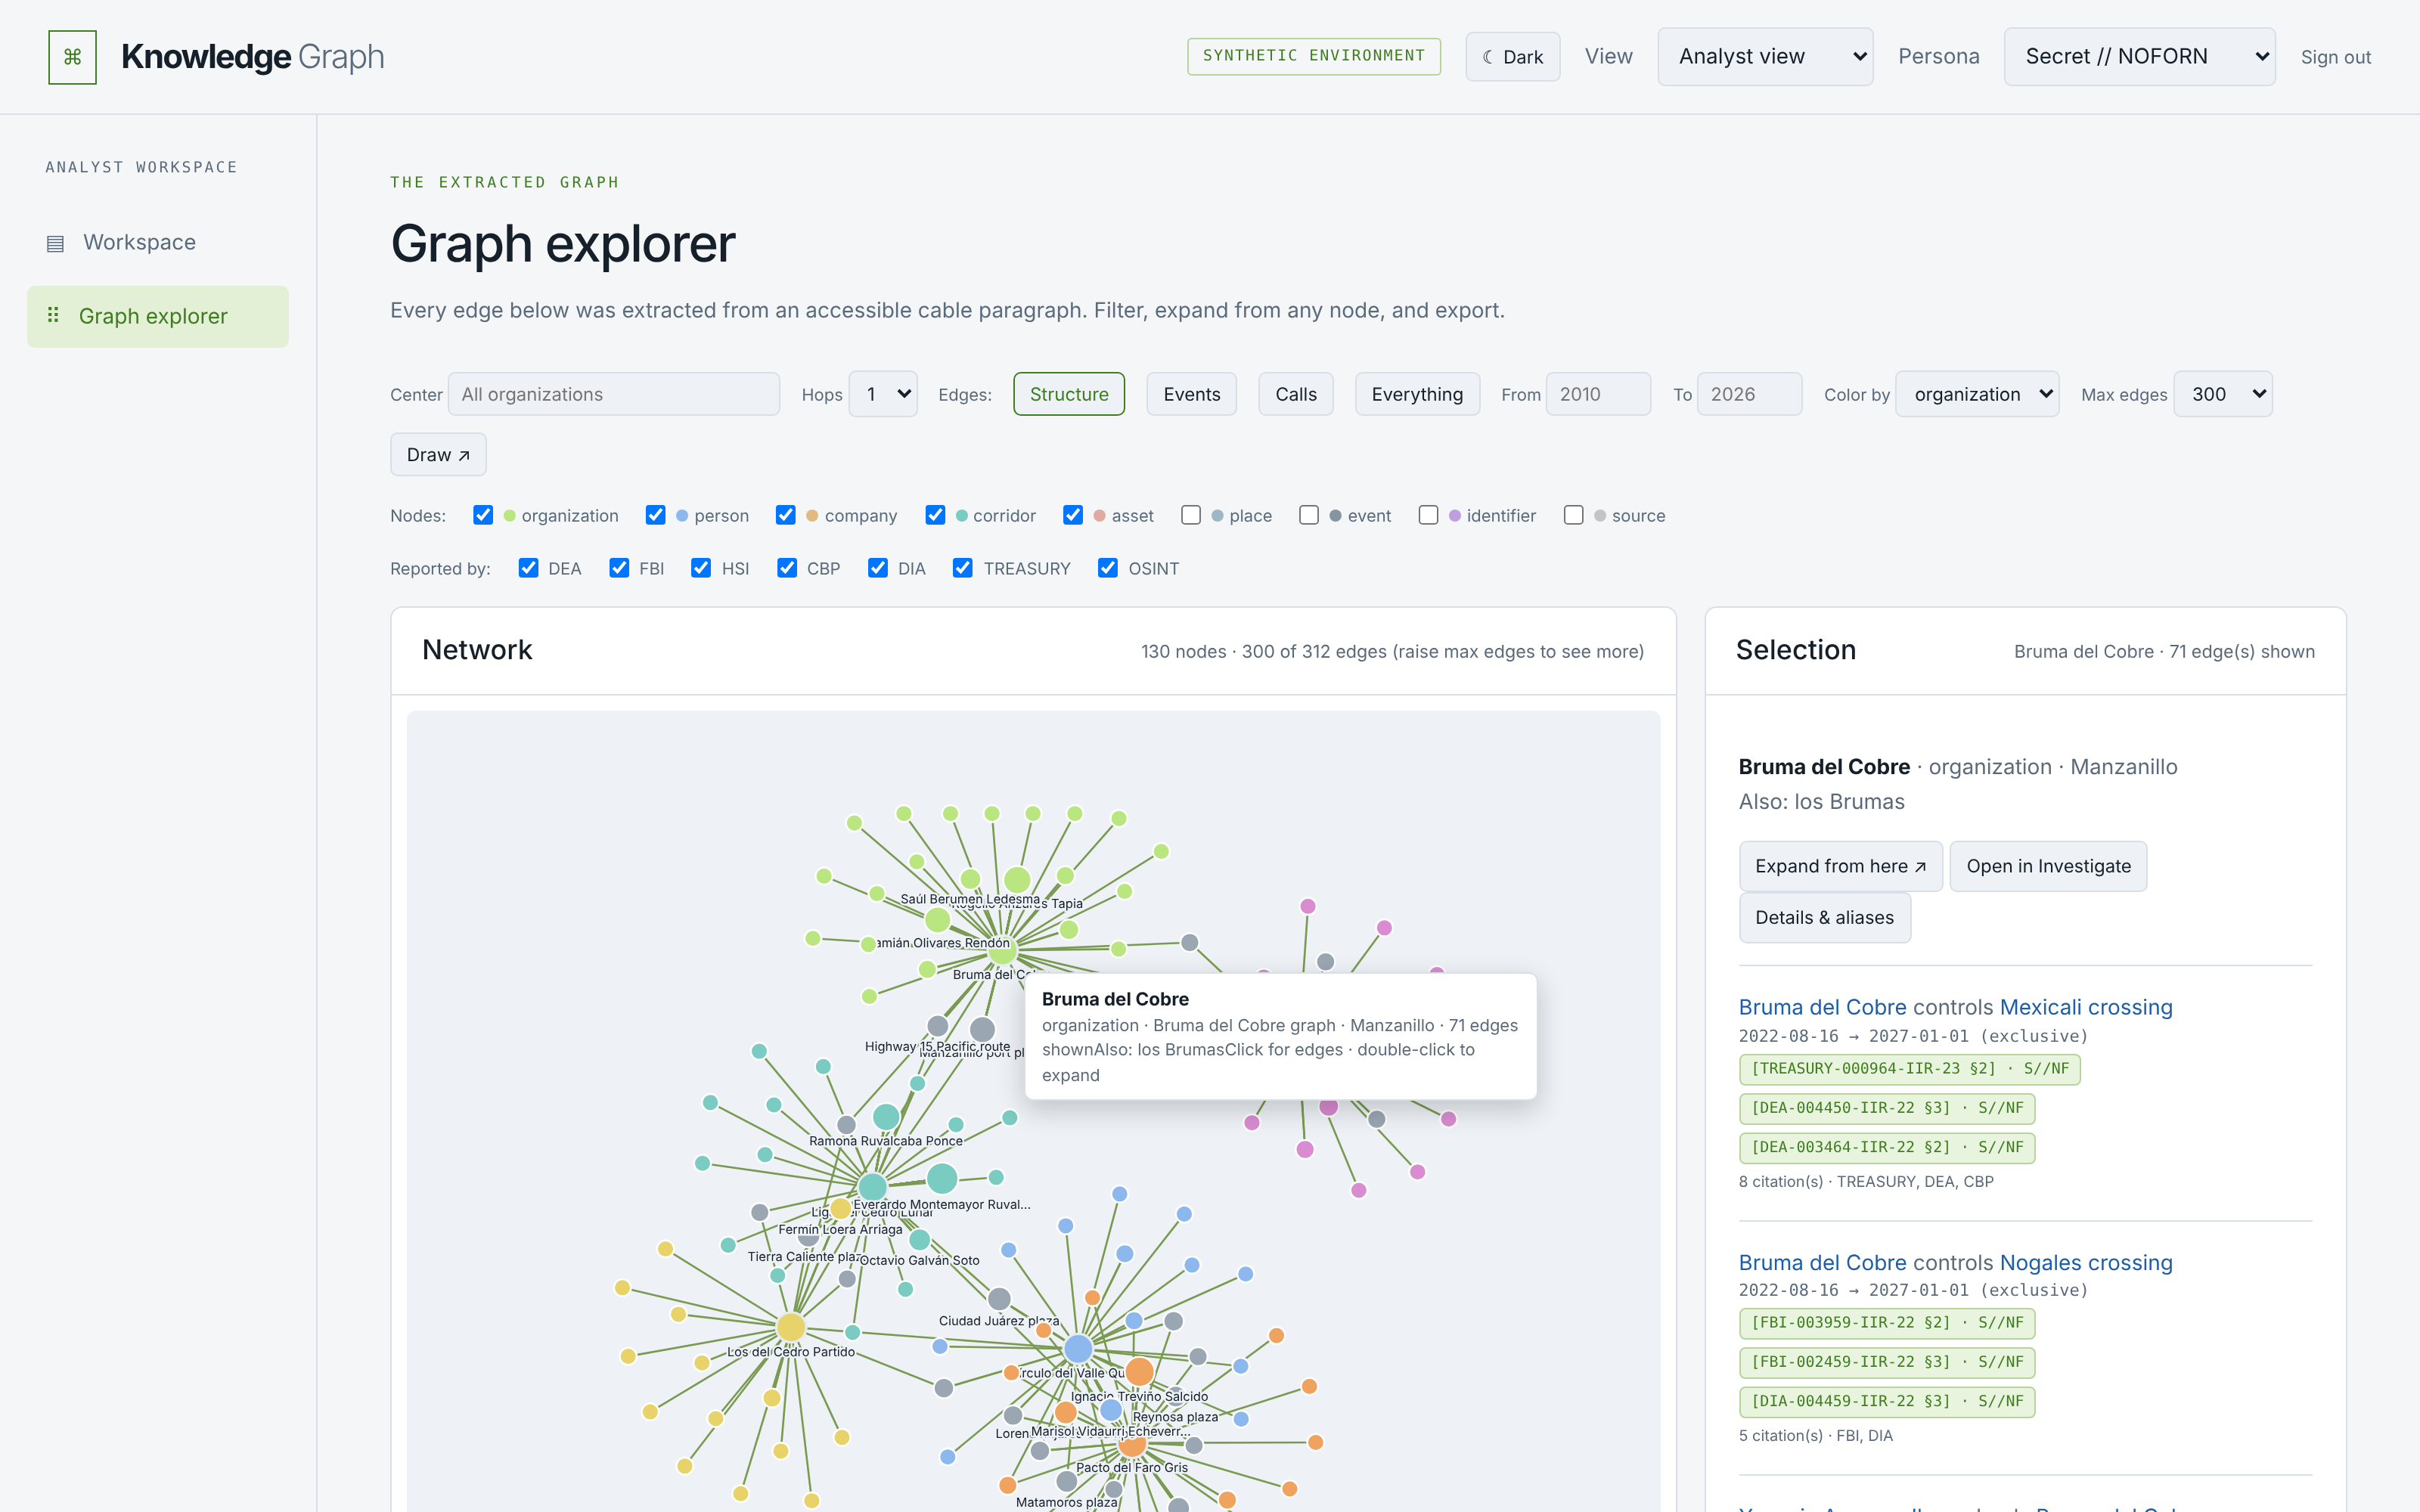 ⌘ Knowledge Graph
SYNTHETIC ENVIRONMENT
☾ Dark
View
Analyst view
Persona
Secret // NOFORN
Sign out
ANALYST WORKSPACE
Workspace
Graph explorer
THE EXTRACTED GRAPH
Graph explorer
Every edge below was extracted from an accessible cable paragraph. Filter, expand from any node, and export.
Center All organizations Hops 1 Edges: Structure Events Calls Everything From 2010 To 2026 Color by organization Max edges 300
Draw ↗
Nodes: organization person company corridor asset place event identifier source
Reported by: DEA FBI HSI CBP DIA TREASURY OSINT
Network
130 nodes · 300 of 312 edges (raise max edges to see more)
Saúl Berumen Ledesma
Tapia
Olivares Rendón
Bruma del
Bruma del Cobre
organization · Bruma del Cobre graph · Manzanillo · 71 edges
shownAlso: los BrumasClick for edges · double-click to
expand
Highway 15 Pacific route
Ramona Ruvalcaba Ponce
Everardo Montemayor Ruval...
Fermín Loera Arriaga
Tierra Caliente
Octavio Galván Soto
Ciudad Juárez plaza
Los del Cedro Partido
del Valle
Ignacio Treviño Salcido
Reynosa plaza
Marisol Vidaurri Echeverr...
Pacto del Faro Gris
Matamoros plaza
Selection
Bruma del Cobre · 71 edge(s) shown
Bruma del Cobre · organization · Manzanillo
Also: los Brumas
Expand from here ↗
Open in Investigate
Details & aliases
Bruma del Cobre controls Mexicali crossing
2022-08-16 → 2027-01-01 (exclusive)
[TREASURY-000964-IIR-23 §2] · S//NF
[DEA-004450-IIR-22 §3] · S//NF
[DEA-003464-IIR-22 §2] · S//NF
8 citation(s) · TREASURY, DEA, CBP
Bruma del Cobre controls Nogales crossing
2022-08-16 → 2027-01-01 (exclusive)
[FBI-003959-IIR-22 §2] · S//NF
[FBI-002459-IIR-22 §3] · S//NF
[DIA-004459-IIR-22 §2] · S//NF
5 citation(s) · FBI, DIA